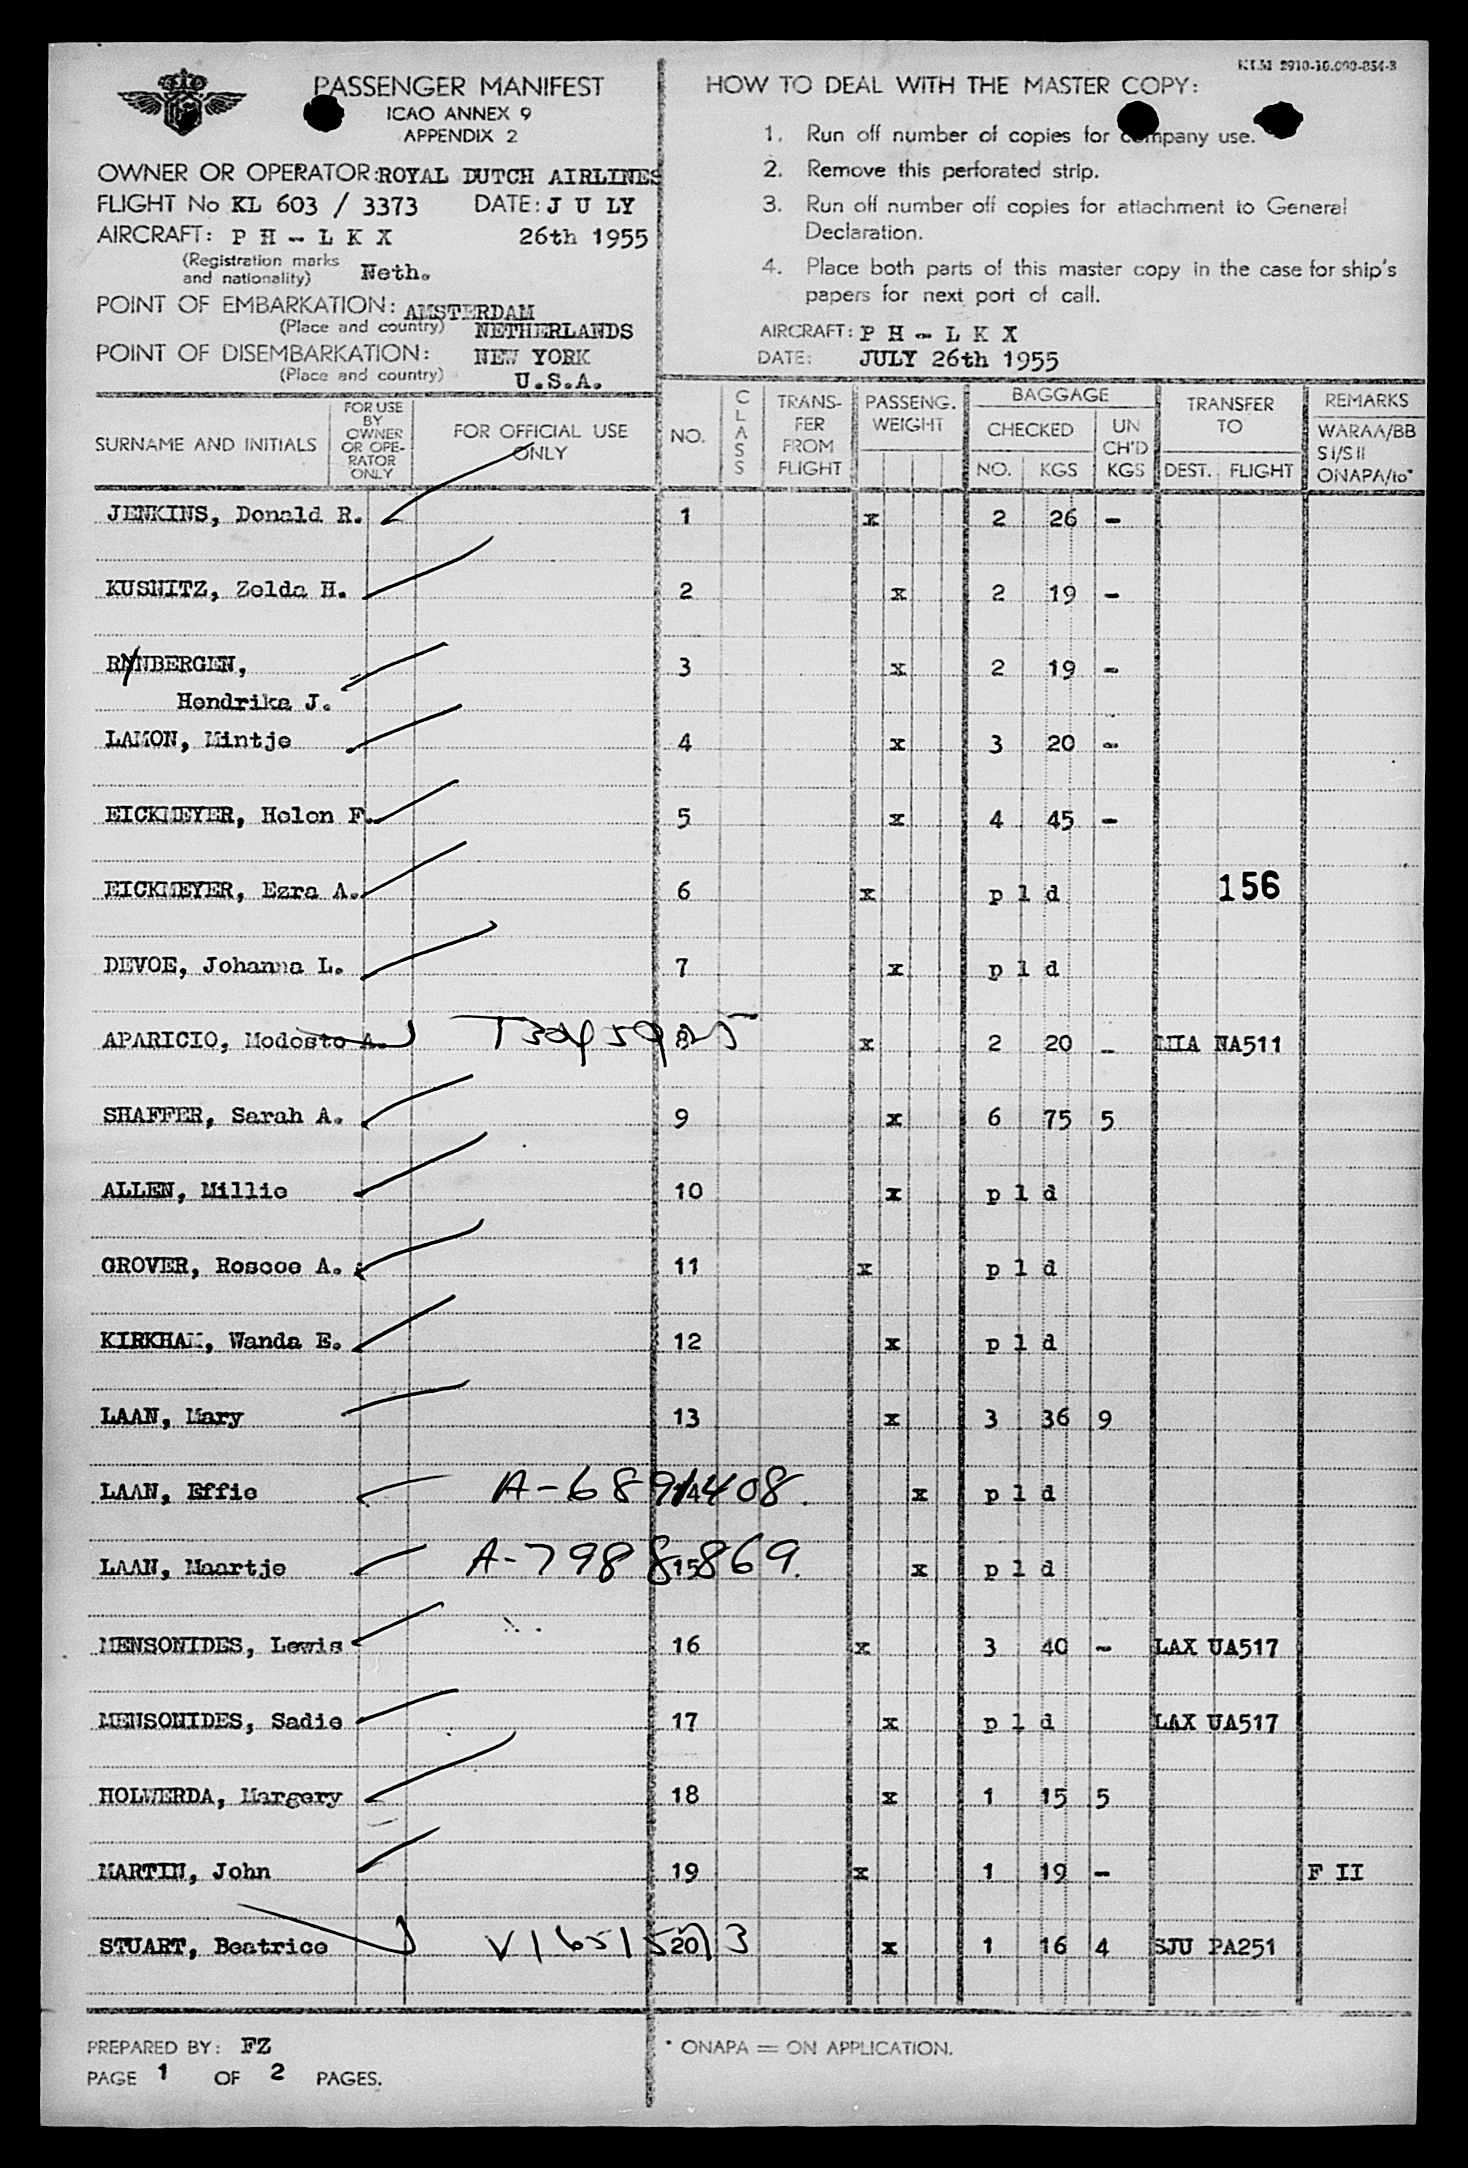 KLM 2910-10.000-854-3
PASSENGER MANIFEST
ICAO ANNEX 9
APPENDIX 2
OWNER OR OPERATOR: ROYAL DUTCH AIRLINES
FLIGHT No KL 603 / 3373 DATE: J U LY
AIRCRAFT: P H - L K X 26th 1955
(Registration marks
and nationality) Neth.
POINT OF EMBARKATION: AMSTERDAM
(Place and country) NETHERLANDS
POINT OF DISEMBARKATION: NEW YORK
(Place and country) U.S.A.
HOW TO DEAL WITH THE MASTER COPY:
1. Run off number of copies for company use.
2. Remove this perforated strip.
3. Run off number off copies for attachment to General
Declaration.
4. Place both parts of this master copy in the case for ship's
papers for next port of call.
AIRCRAFT: P H - L K X
DATE: JULY 26th 1955
SURNAME AND INITIALS FOR USE BY OWNER OR OPE-RATOR ONLY FOR OFFICIAL USE ONLY NO. CLASS TRANS-FER FROM FLIGHT PASSENG. WEIGHT BAGGAGE CHECKED NO. KGS UN CH'D KGS TRANSFER TO DEST. FLIGHT REMARKS WARAA/BB SI/SII ONAPA/to*
JENKINS, Donald R. 1 x 2 26 -
KUSNITZ, Zelda H. 2 x 2 19 -
RYNBERGEN, 3 x 2 19 -
Hendrika J.
LAMON, Mintje 4 x 3 20 -
EICKMEYER, Helen F. 5 x 4 45 -
EICKMEYER, Ezra A. 6 x p l d 156
DEVOE, Johanna L. 7 x p l d
APARICIO, Modesto A. 8 x 2 20 - MIA NA511
SHAFFER, Sarah A. 9 x 6 75 5
ALLEN, Millie 10 x p l d
GROVER, Roscoe A. 11 x p l d
KIRKHAM, Wanda E. 12 x p l d
LAAN, Mary 13 x 3 36 9
LAAN, Effie A-6891408. 14 x p l d
LAAN, Maartje A-7988869. 15 x p l d
MENSONIDES, Lewis 16 x 3 40 - LAX UA517
MENSONIDES, Sadie 17 x p l d LAX UA517
HOLWERDA, Margery 18 x 1 15 5
MARTIN, John 19 x 1 19 - F II
STUART, Beatrice 20 x 1 16 4 SJU PA251
PREPARED BY: FZ
PAGE 1 OF 2 PAGES.
* ONAPA = ON APPLICATION.